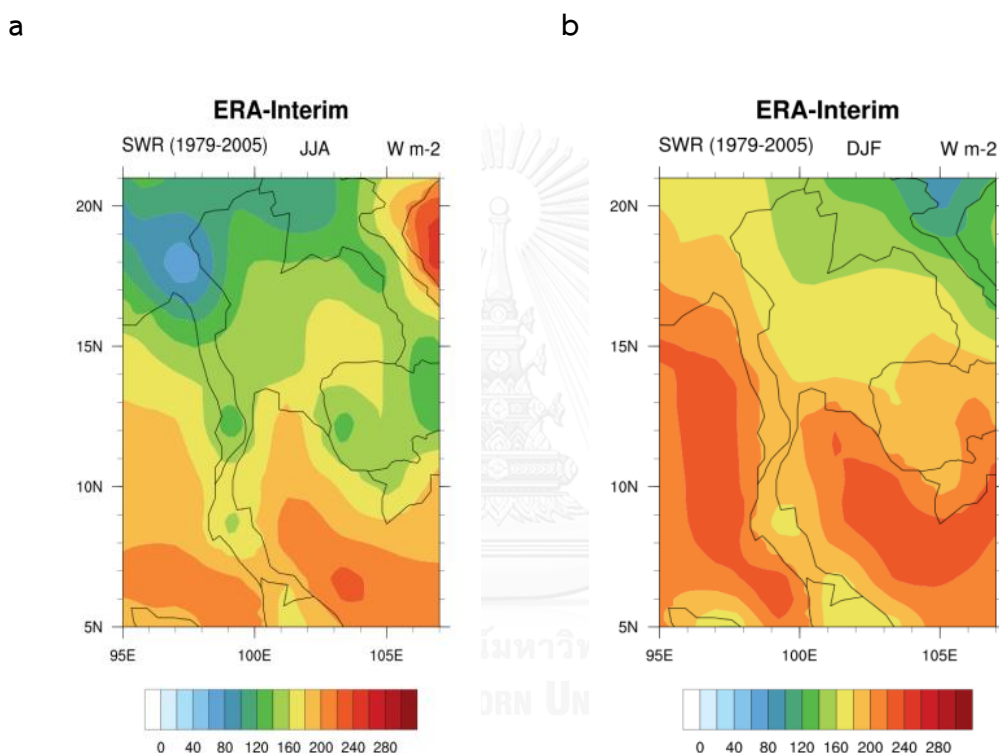 a b
ERA-Interim
SWR (1979-2005) JJA W m-2
20N
15N
10N
5N
95E 100E 105E
0 40 80 120 160 200 240 280
ERA-Interim
SWR (1979-2005) DJF W m-2
20N
15N
10N
5N
95E 100E 105E
0 40 80 120 160 200 240 280
ORN UN